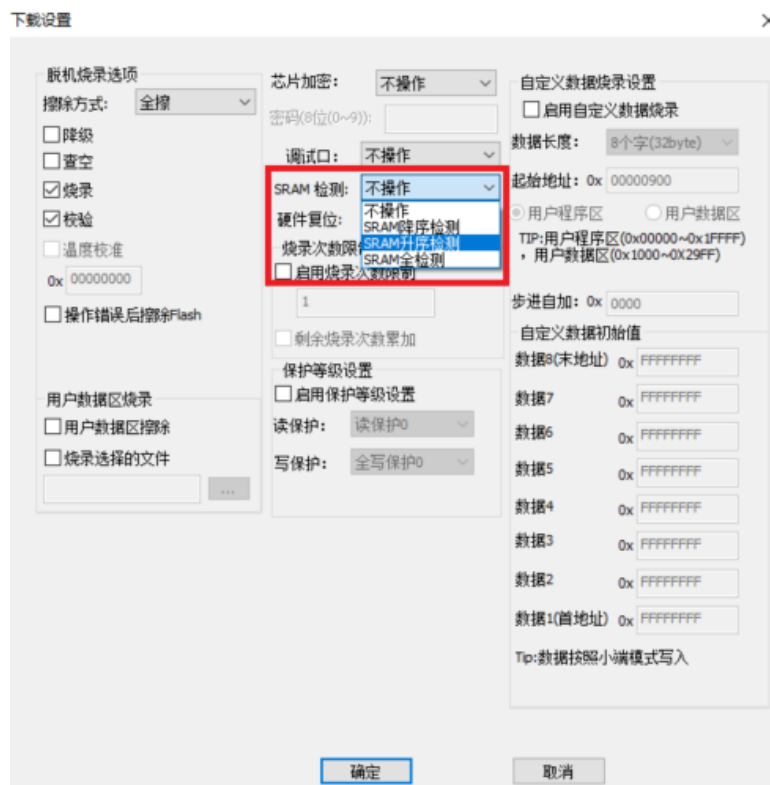 下载设置
脱机烧录选项
擦除方式: 全擦
降级
查空
烧录
校验
温度校准
0x 00000000
操作错误后擦除Flash
用户数据区烧录
用户数据区擦除
烧录选择的文件
...
芯片加密: 不操作
密码(8位(0~9)):
调试口: 不操作
SRAM 检测: 不操作
不操作
SRAM降序检测
SRAM升序检测
SRAM全检测
硬件复位:
烧录次数限
启用烧录次数限制
1
剩余烧录次数累加
保护等级设置
启用保护等级设置
读保护: 读保护0
写保护: 全写保护0
自定义数据烧录设置
启用自定义数据烧录
数据长度: 8个字(32byte)
起始地址: 0x 00000900
用户程序区 用户数据区
TIP:用户程序区(0x00000~0x1FFFF)
，用户数据区(0x1000~0X29FF)
步进自加: 0x 0000
自定义数据初始值
数据8(末地址) 0x FFFFFFFF
数据7 0x FFFFFFFF
数据6 0x FFFFFFFF
数据5 0x FFFFFFFF
数据4 0x FFFFFFFF
数据3 0x FFFFFFFF
数据2 0x FFFFFFFF
数据1(首地址) 0x FFFFFFFF
Tip:数据按照小端模式写入
确定 取消